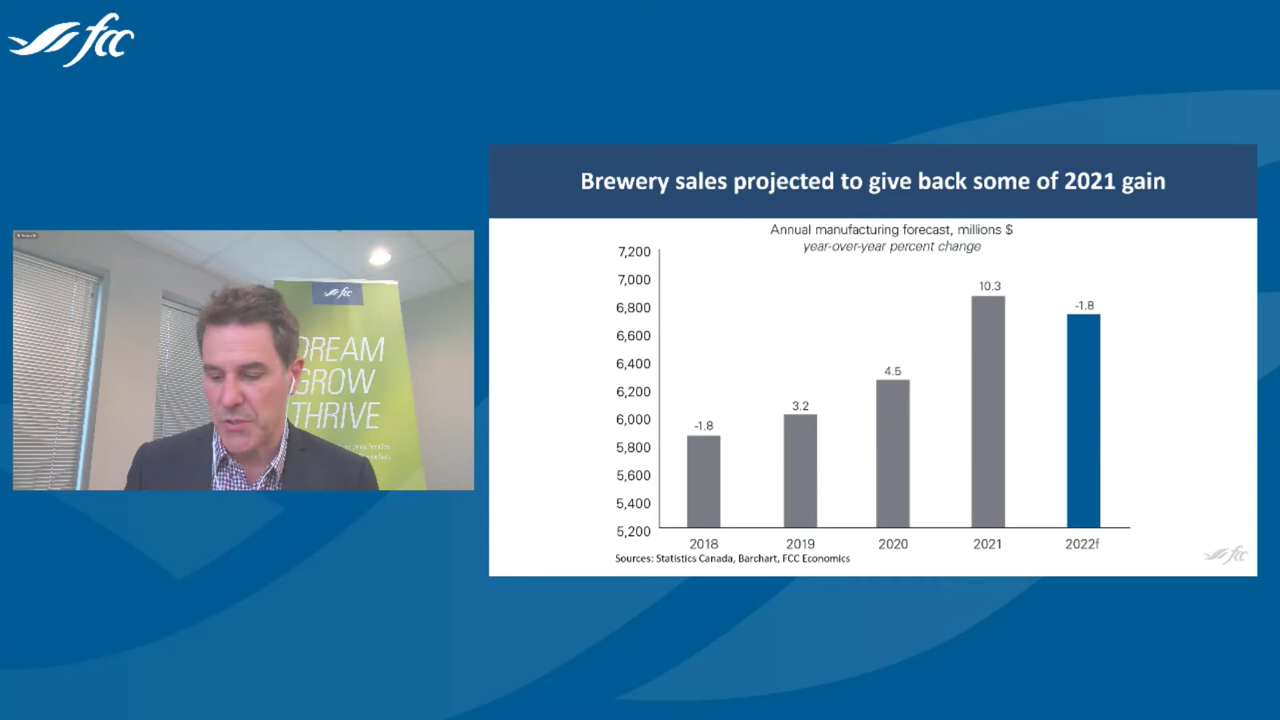 fcc
fcc
DREAM
GROW
THRIVE
Brewery sales projected to give back some of 2021 gain
Annual manufacturing forecast, millions $
year-over-year percent change
7,200
7,000
6,800
6,600
6,400
6,200
6,000
5,800
5,600
5,400
5,200
-1.8
3.2
4.5
10.3
-1.8
2018 2019 2020 2021 2022f
Sources: Statistics Canada, Barchart, FCC Economics
fcc